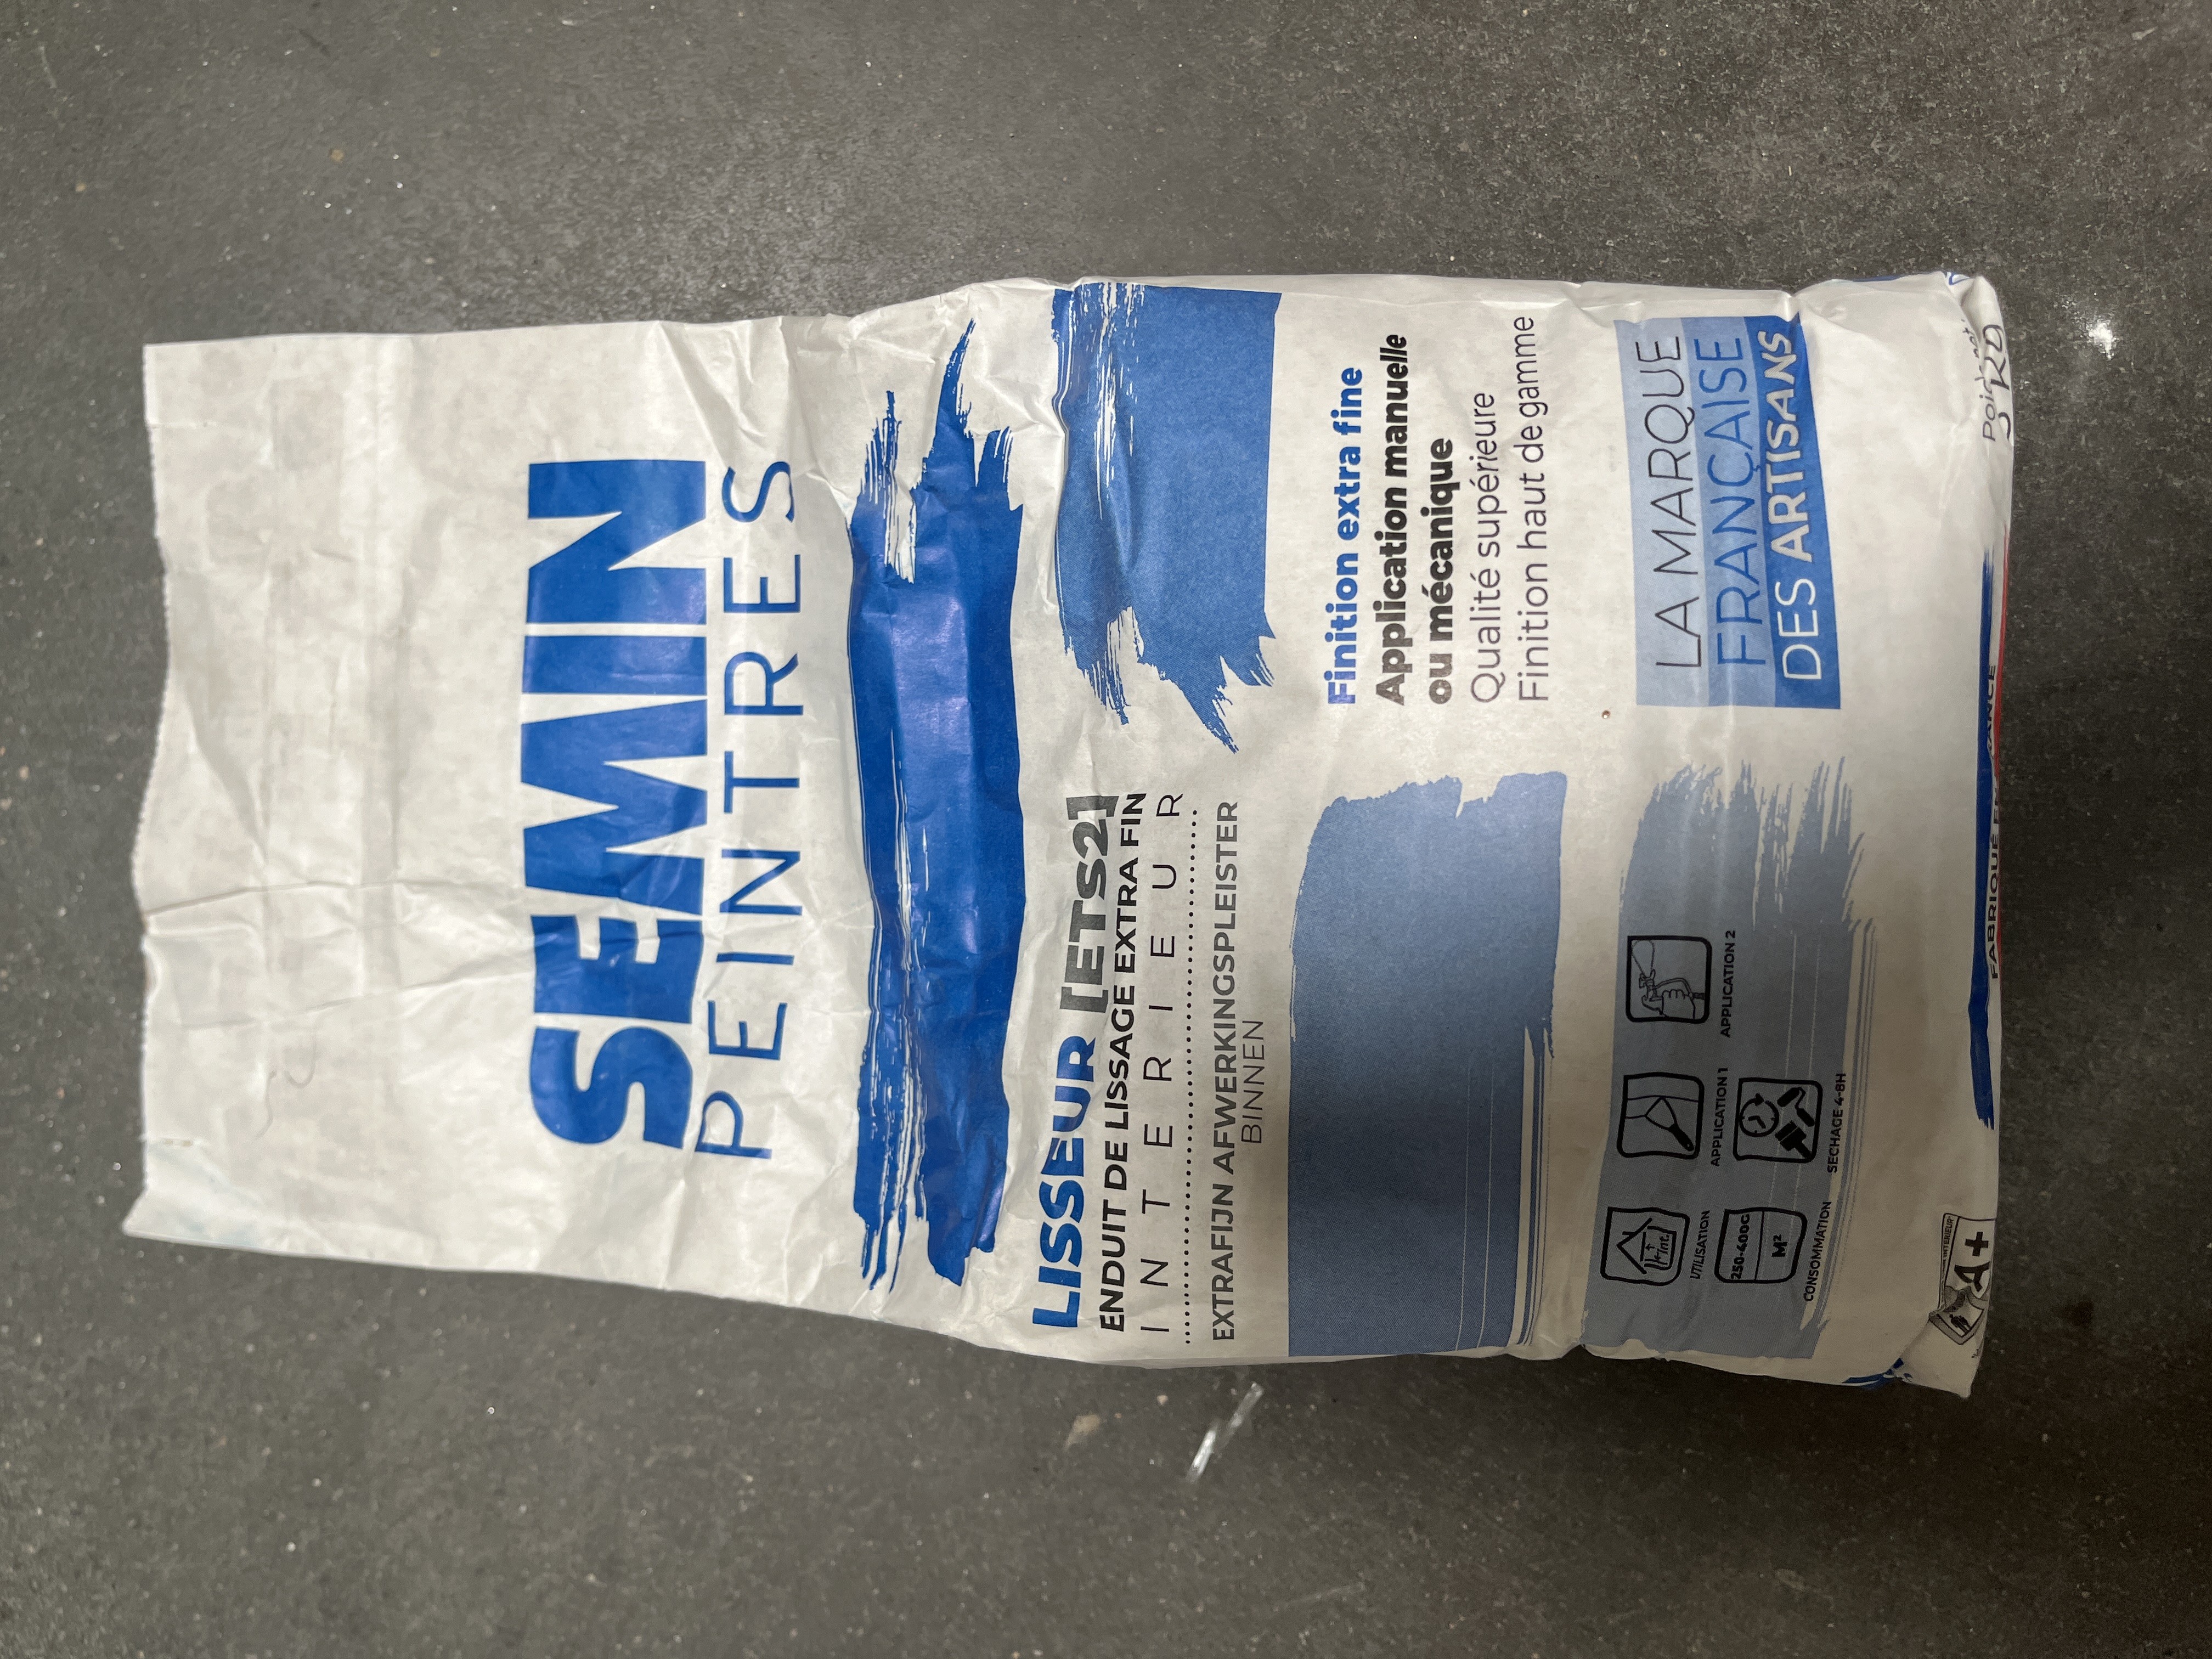 SEMIN
PEINTRES
LISSEUR [ETS2]
ENDUIT DE LISSAGE EXTRA FIN
INTERIEUR
EXTRAFIJN AFWERKINGSPLEISTER
BINNEN
Finition extra fine
Application manuelle
ou mécanique
Qualité supérieure
Finition haut de gamme
int.
UTILISATION
APPLICATION 1
APPLICATION 2
250-400G
M²
CONSOMMATION
SECHAGE 4-8H
LA MARQUE
FRANÇAISE
DES ARTISANS
A+
FABRIQUÉ